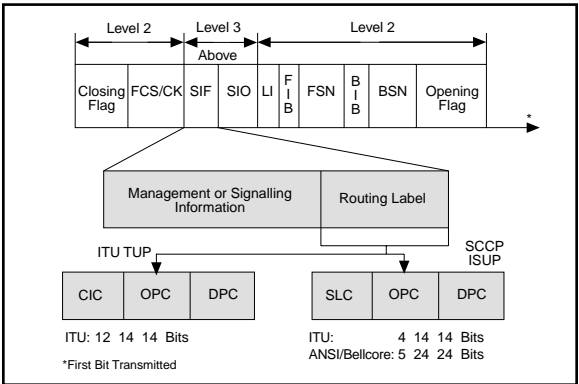 Level 2 Level 3 Level 2
Above
Closing Flag FCS/CK SIF SIO LI FIB FSN BIB BSN Opening Flag
*
Management or Signalling Information Routing Label
ITU TUP
SCCP
ISUP
CIC OPC DPC SLC OPC DPC
ITU: 12 14 14 Bits
ITU: 4 14 14 Bits
ANSI/Bellcore: 5 24 24 Bits
*First Bit Transmitted